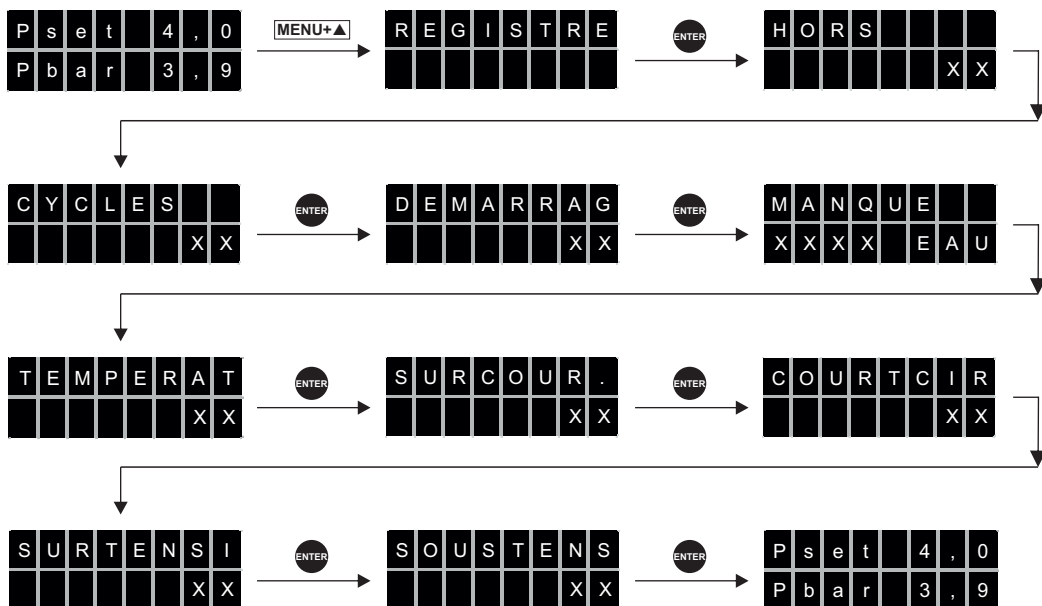 Pset 4,0
Pbar 3,9
MENU+▲
REGISTRE
ENTER
HORS
XX
CYCLES
XX
ENTER
DEMARRAG
XX
ENTER
MANQUE
XXXX EAU
TEMPERAT
XX
ENTER
SURCOUR.
XX
ENTER
COURTCIR
XX
SURTENSI
XX
ENTER
SOUSTENS
XX
ENTER
Pset 4,0
Pbar 3,9